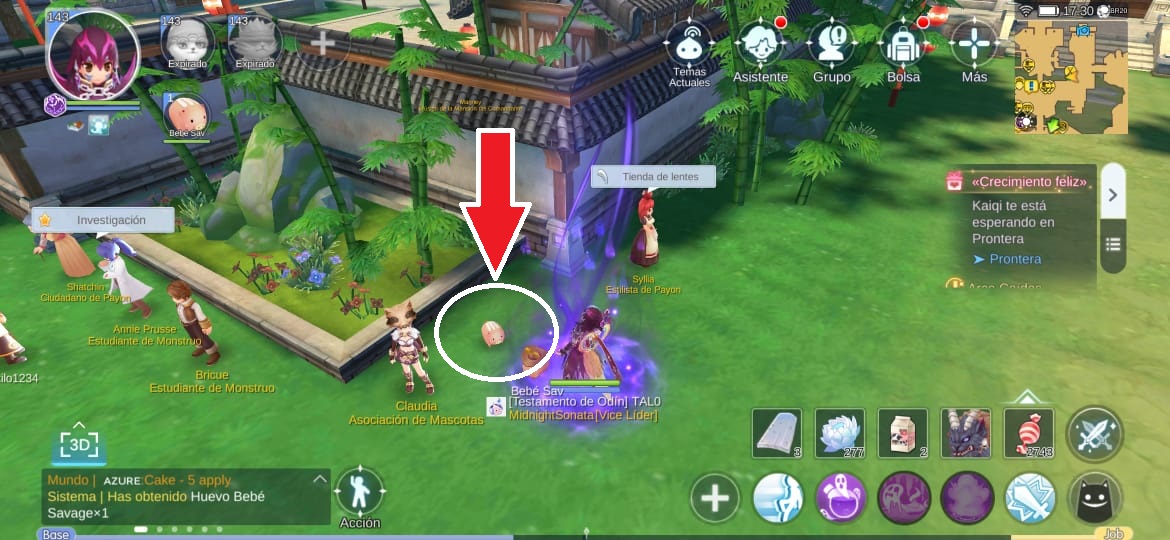 143
143
143
Expirado
Expirado
1
Bebé Sav
Temas
Actuales
Asistente
Grupo
Bolsa
Más
17:30
BR20
Tienda de lentes
Investigación
«Crecimiento feliz»
Kaiqi te está
esperando en
Prontera
Prontera
Shatchin
Ciudadano de Payon
Annie Prusse
Estudiante de Monstruo
Bricue
Estudiante de Monstruo
Syllia
Estilista de Payon
ilo1234
Claudia
Asociación de Mascotas
Bebé Sav
[Testamento de Odín] TAL0
MidnightSonata[Vice Líder]
3D
Mundo | AZURE:Cake - 5 apply
Sistema | Has obtenido Huevo Bebé
Savage×1
Acción
3
277
2
2743
Base
Job